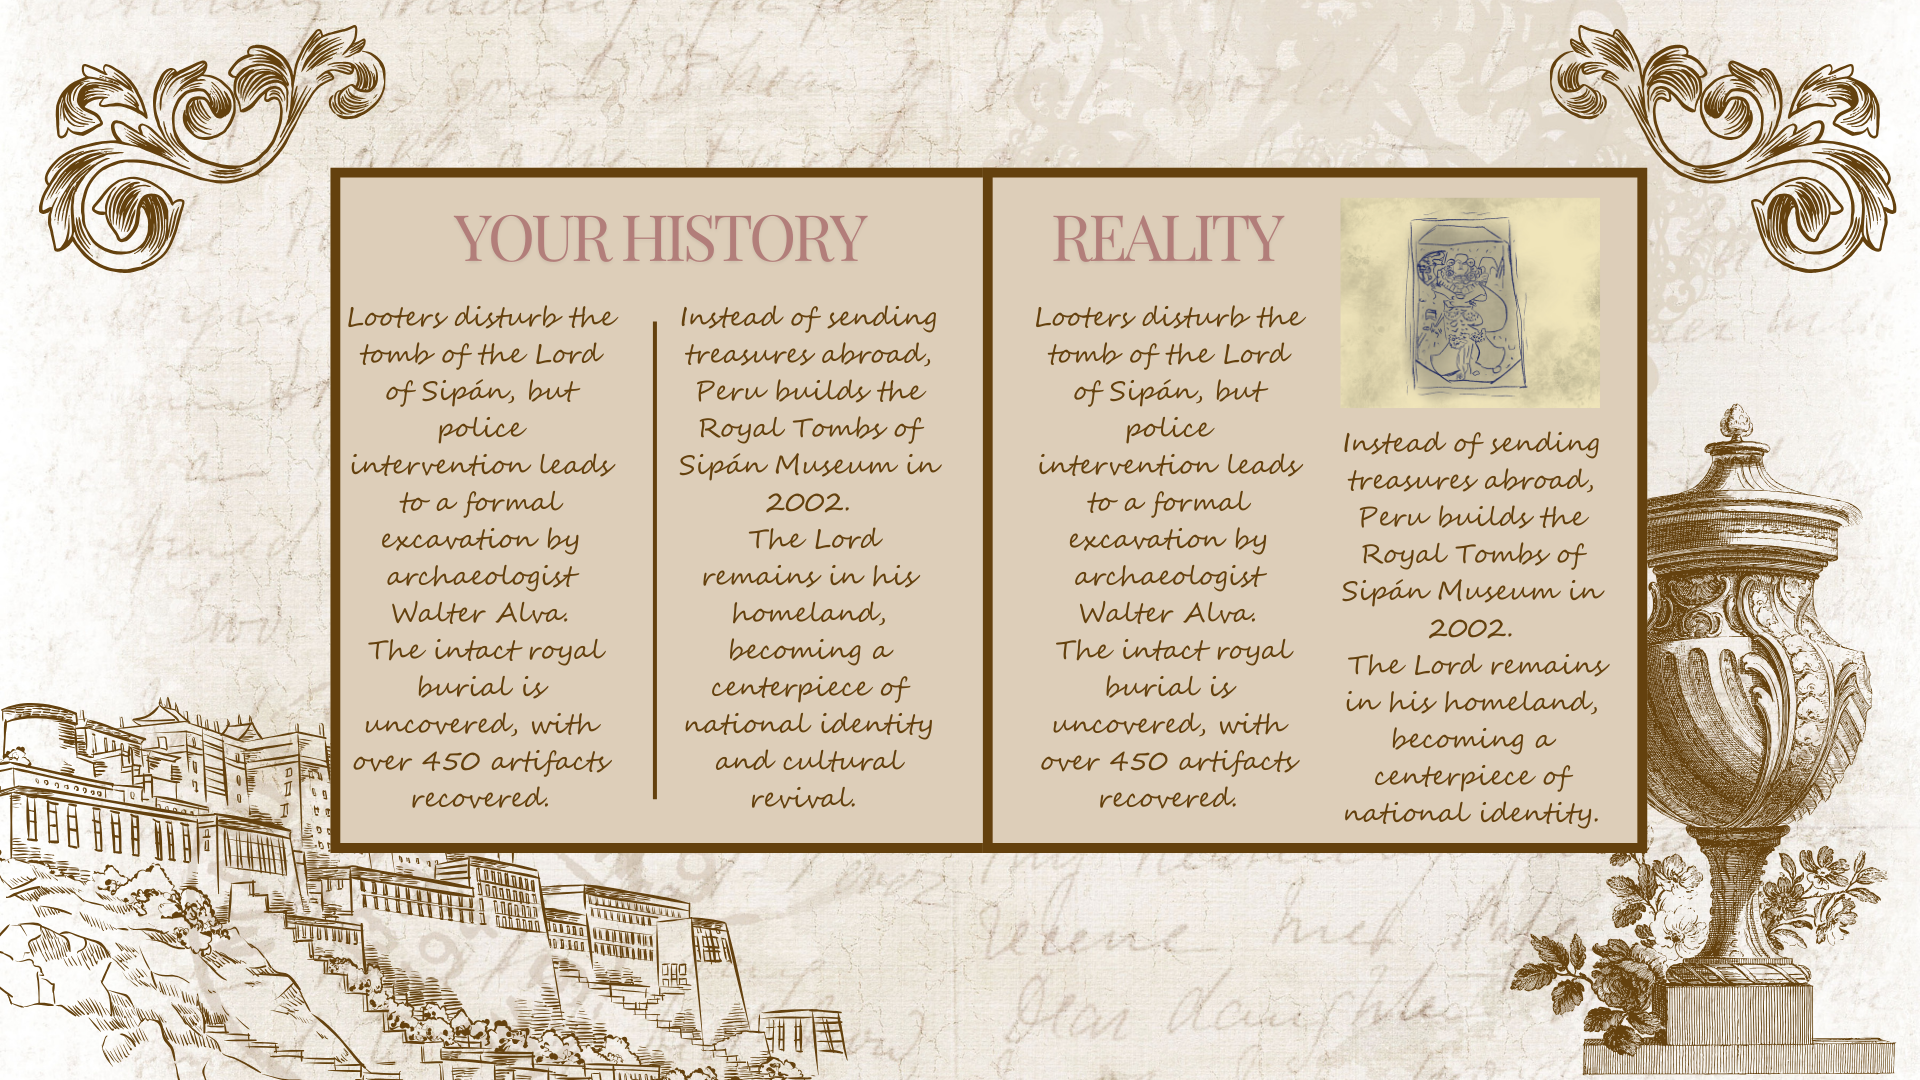 YOUR HISTORY
Looters disturb the
tomb of the Lord
of Sipán, but
police
intervention leads
to a formal
excavation by
archaeologist
Walter Alva.
The intact royal
burial is
uncovered, with
over 450 artifacts
recovered.
Instead of sending
treasures abroad,
Peru builds the
Royal Tombs of
Sipán Museum in
2002.
The Lord
remains in his
homeland,
becoming a
centerpiece of
national identity
and cultural
revival.
REALITY
Looters disturb the
tomb of the Lord
of Sipán, but
police
intervention leads
to a formal
excavation by
archaeologist
Walter Alva.
The intact royal
burial is
uncovered, with
over 450 artifacts
recovered.
Instead of sending
treasures abroad,
Peru builds the
Royal Tombs of
Sipán Museum in
2002.
The Lord remains
in his homeland,
becoming a
centerpiece of
national identity.
world
Dear daughter